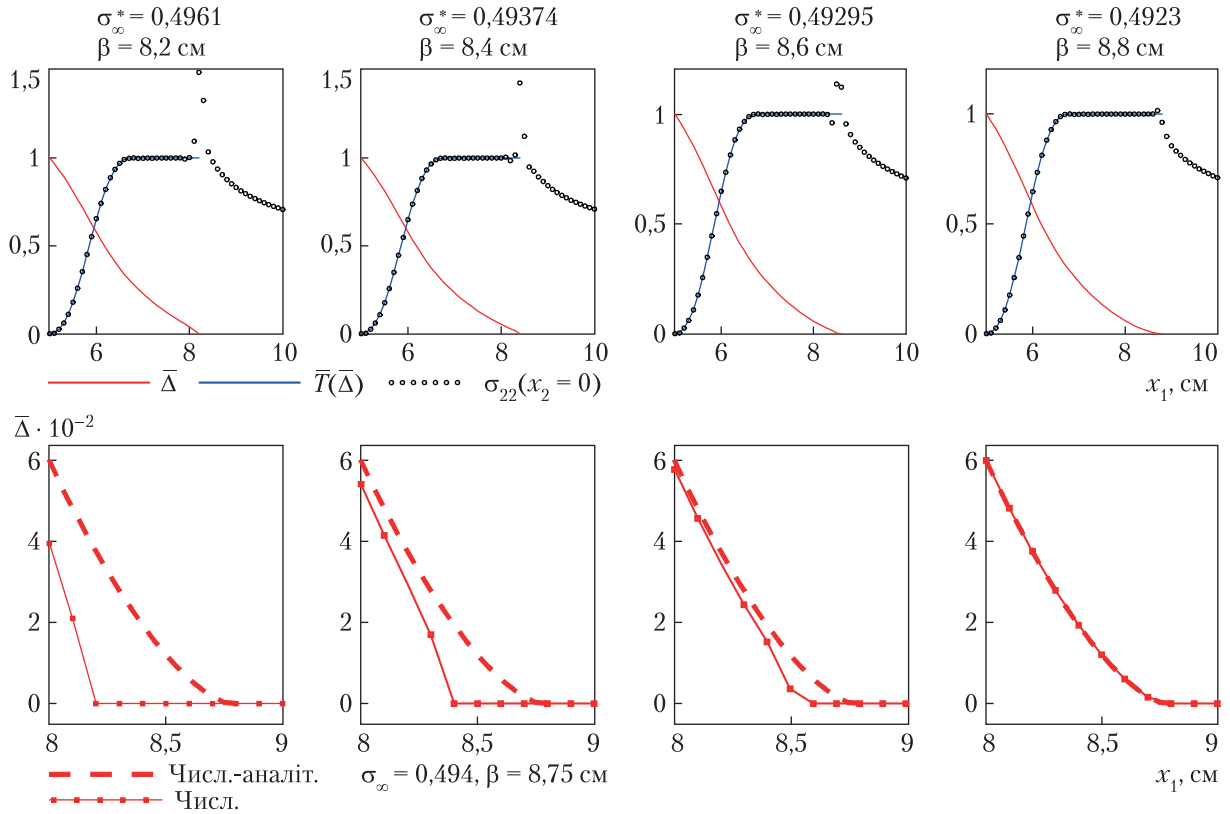 σ*∞ = 0,4961
β = 8,2 см
σ*∞ = 0,49374
β = 8,4 см
σ*∞ = 0,49295
β = 8,6 см
σ*∞ = 0,4923
β = 8,8 см
1,5
1
0,5
0
6 8 10
1,5
1
0,5
0
6 8 10
1
0,5
0
6 8 10
1
0,5
0
6 8 10
Δ̅
T̅(Δ̅)
σ22(x2 = 0)
x1, см
Δ̅ · 10−2
6
4
2
0
8 8,5 9
6
4
2
0
8 8,5 9
6
4
2
0
8 8,5 9
6
4
2
0
8 8,5 9
Числ.-аналіт.
Числ.
σ∞ = 0,494, β = 8,75 см
x1, см